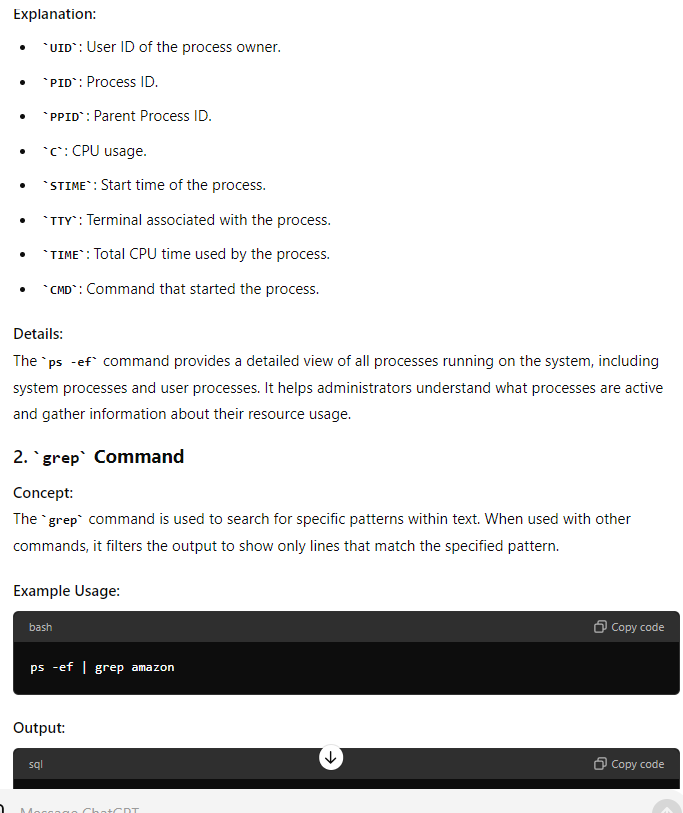 Explanation:
• `UID`: User ID of the process owner.
• `PID`: Process ID.
• `PPID`: Parent Process ID.
• `C`: CPU usage.
• `STIME`: Start time of the process.
• `TTY`: Terminal associated with the process.
• `TIME`: Total CPU time used by the process.
• `CMD`: Command that started the process.
Details:
The `ps -ef` command provides a detailed view of all processes running on the system, including
system processes and user processes. It helps administrators understand what processes are active
and gather information about their resource usage.
2. `grep` Command
Concept:
The `grep` command is used to search for specific patterns within text. When used with other
commands, it filters the output to show only lines that match the specified pattern.
Example Usage:
bash Copy code
ps -ef | grep amazon
Output:
sql Copy code
Message ChatGPT